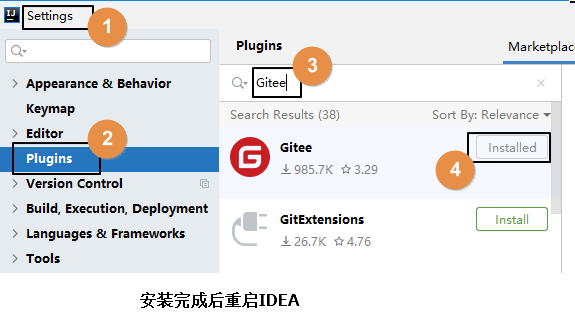 IJ Settings 1
Plugins Marketplace
3
Gitee
Appearance & Behavior
Keymap
Search Results (38) Sort By: Relevance
Editor 2
Plugins
Gitee Installed
985.7K 3.29
4
Version Control
Build, Execution, Deployment
GitExtensions Install
26.7K 4.76
Languages & Frameworks
Tools
安装完成后重启IDEA